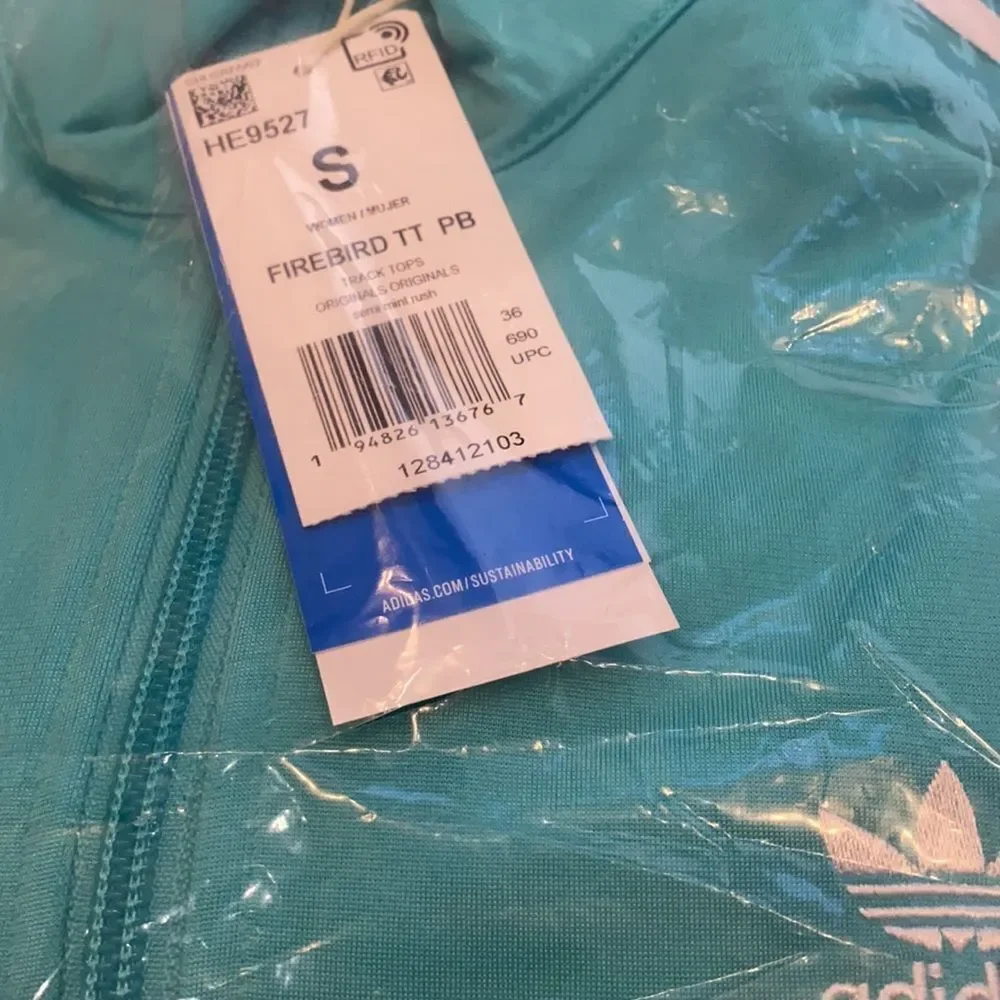 RFID
HE9527
S
WOMEN / MUJER
FIREBIRD TT PB
TRACK TOPS
ORIGINALS ORIGINALS
semi mint rush
36
690
UPC
1 94826 13676 7
128412103
ADIDAS.COM/SUSTAINABILITY
adid